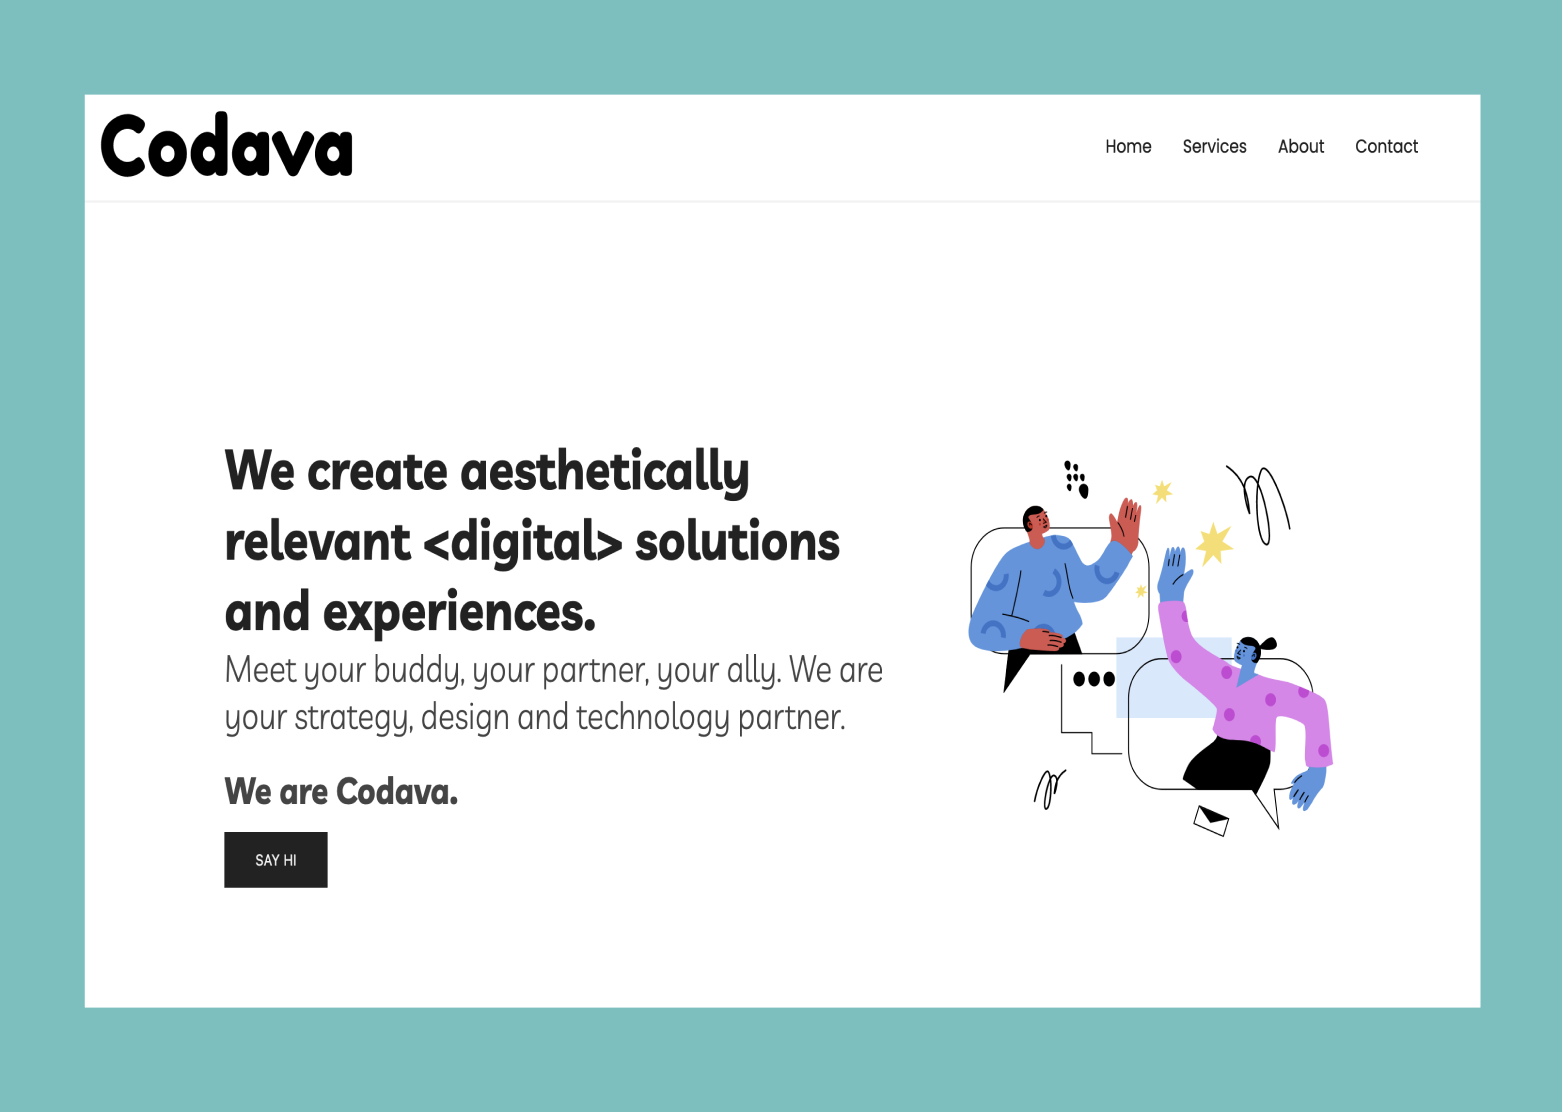 Codava
Home Services About Contact
We create aesthetically
relevant <digital> solutions
and experiences.
Meet your buddy, your partner, your ally. We are
your strategy, design and technology partner.
We are Codava.
SAY HI